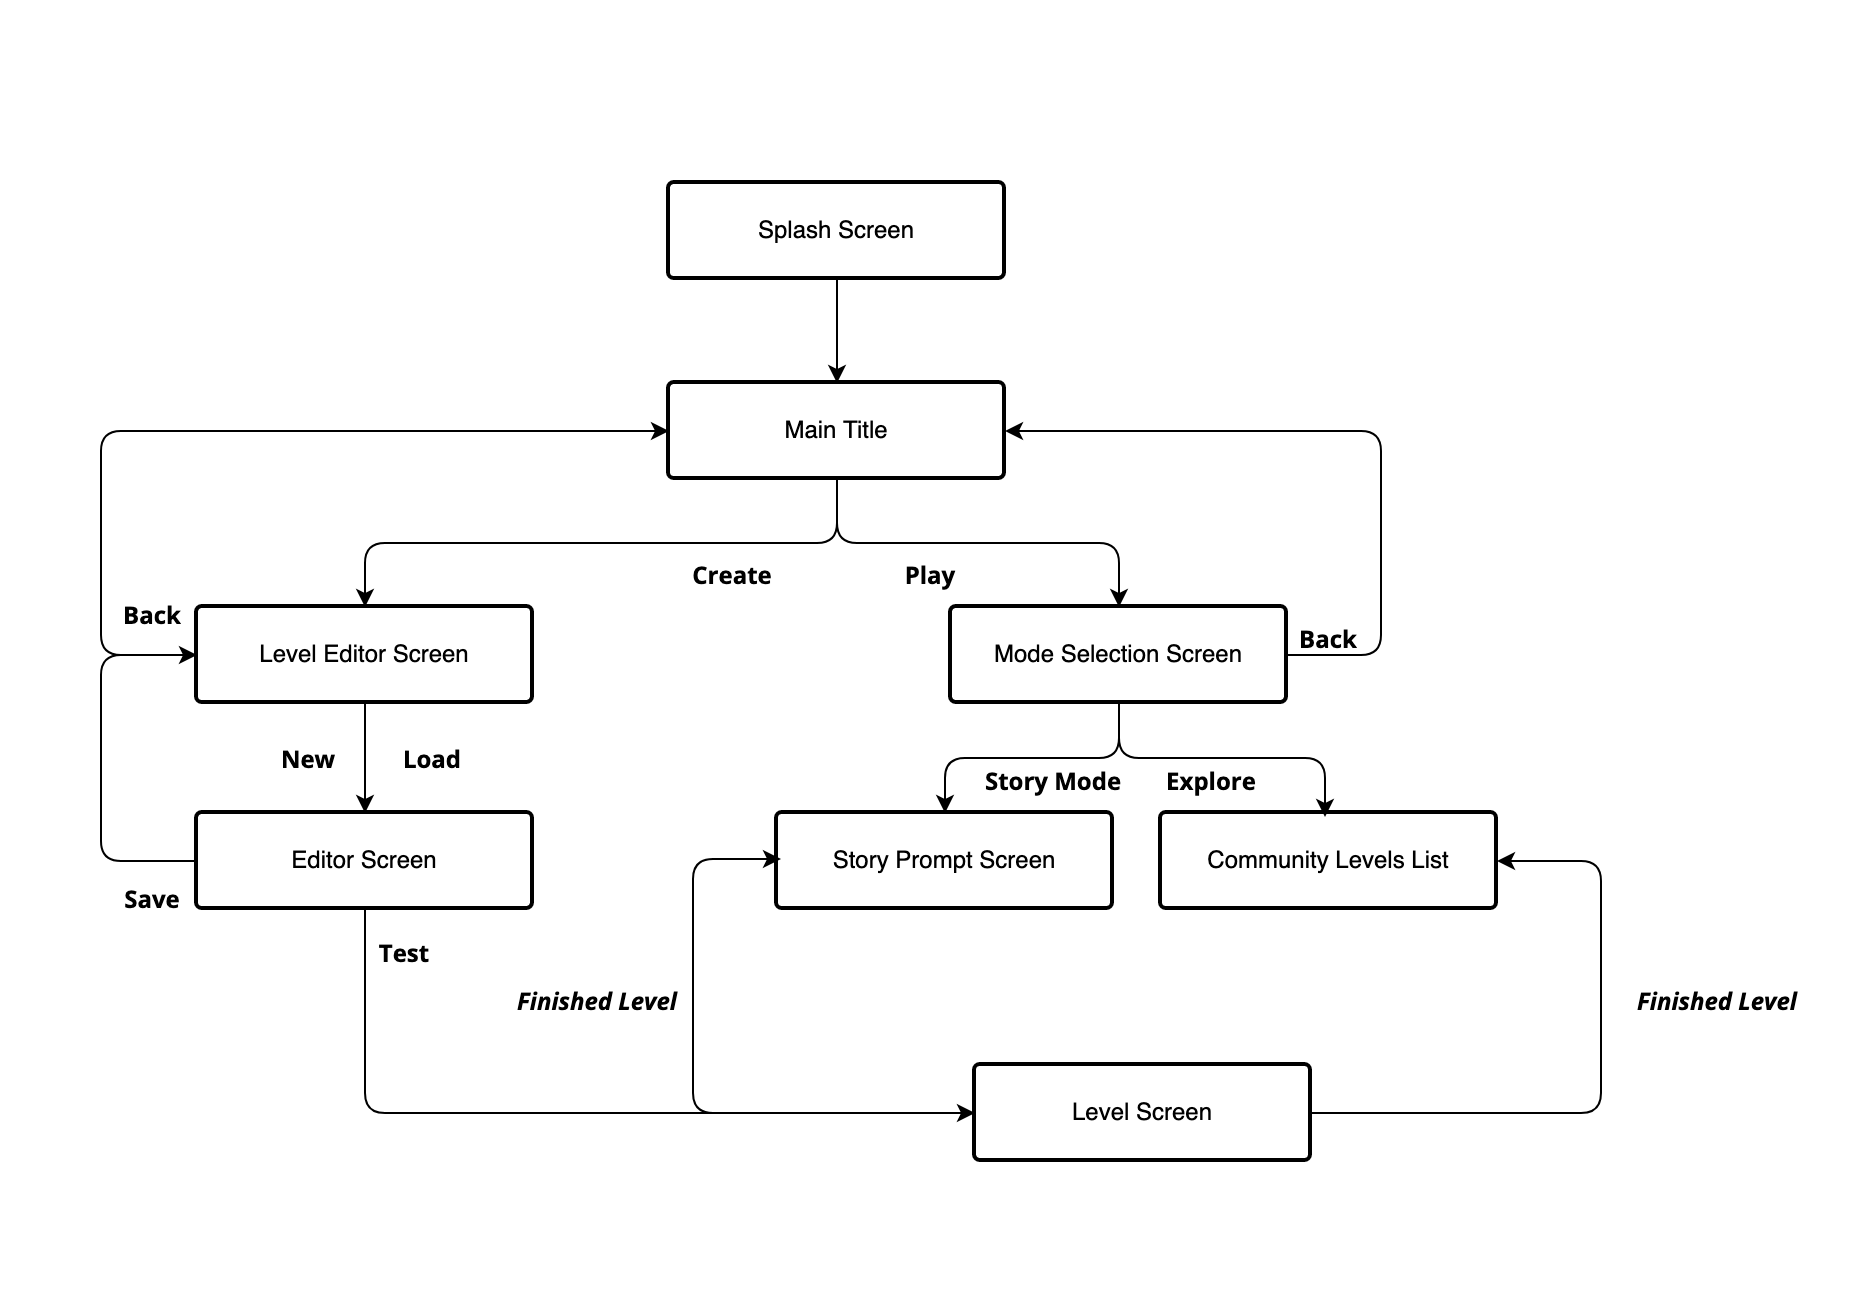 Splash Screen
Main Title
Create
Play
Back
Level Editor Screen
Mode Selection Screen
Back
New
Load
Story Mode
Explore
Editor Screen
Story Prompt Screen
Community Levels List
Save
Test
Finished Level
Finished Level
Level Screen